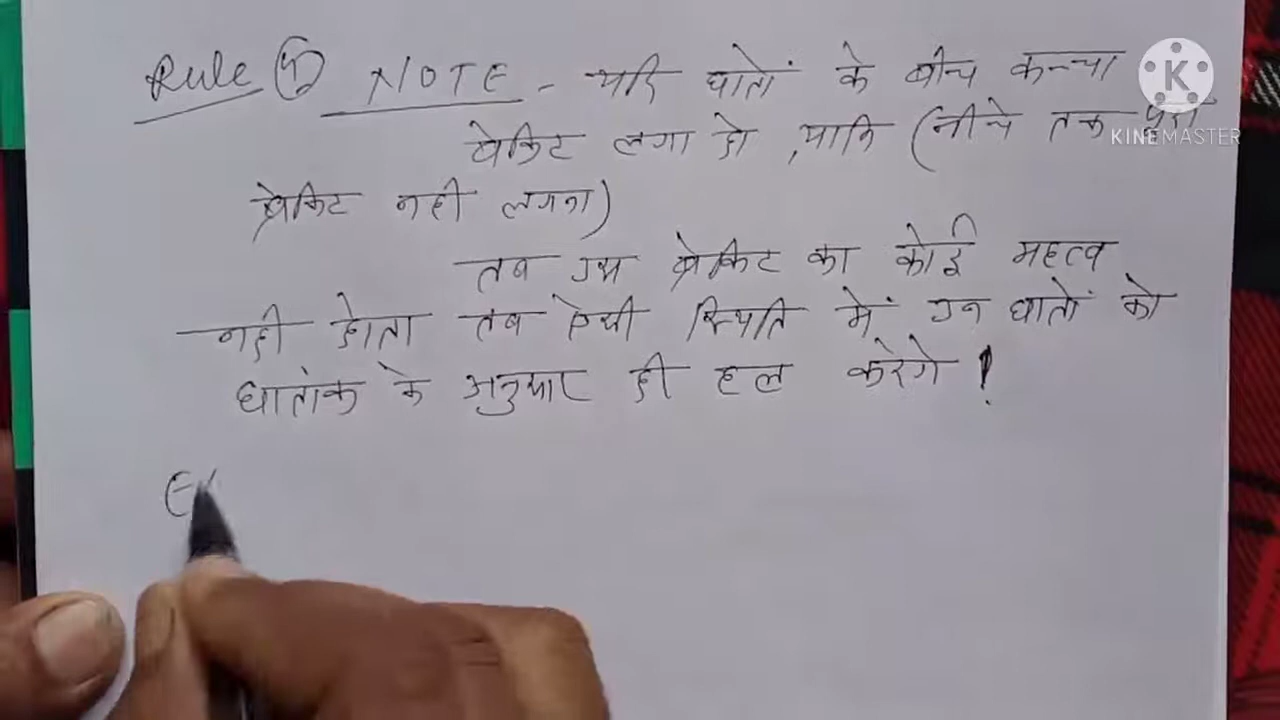 Rule ④ NOTE - यदि घातों के बीच कच्चा
ब्रेकिट लगा हो , यानि (नीचे तक पूरा
ब्रेकिट नही लगना)
तब उस ब्रेकिट का कोई महत्व
नही होता तब ऐसी स्थिति में उन घातों को
घातांक के अनुसार ही हल करेगे !
Ex
K
KINEMASTER